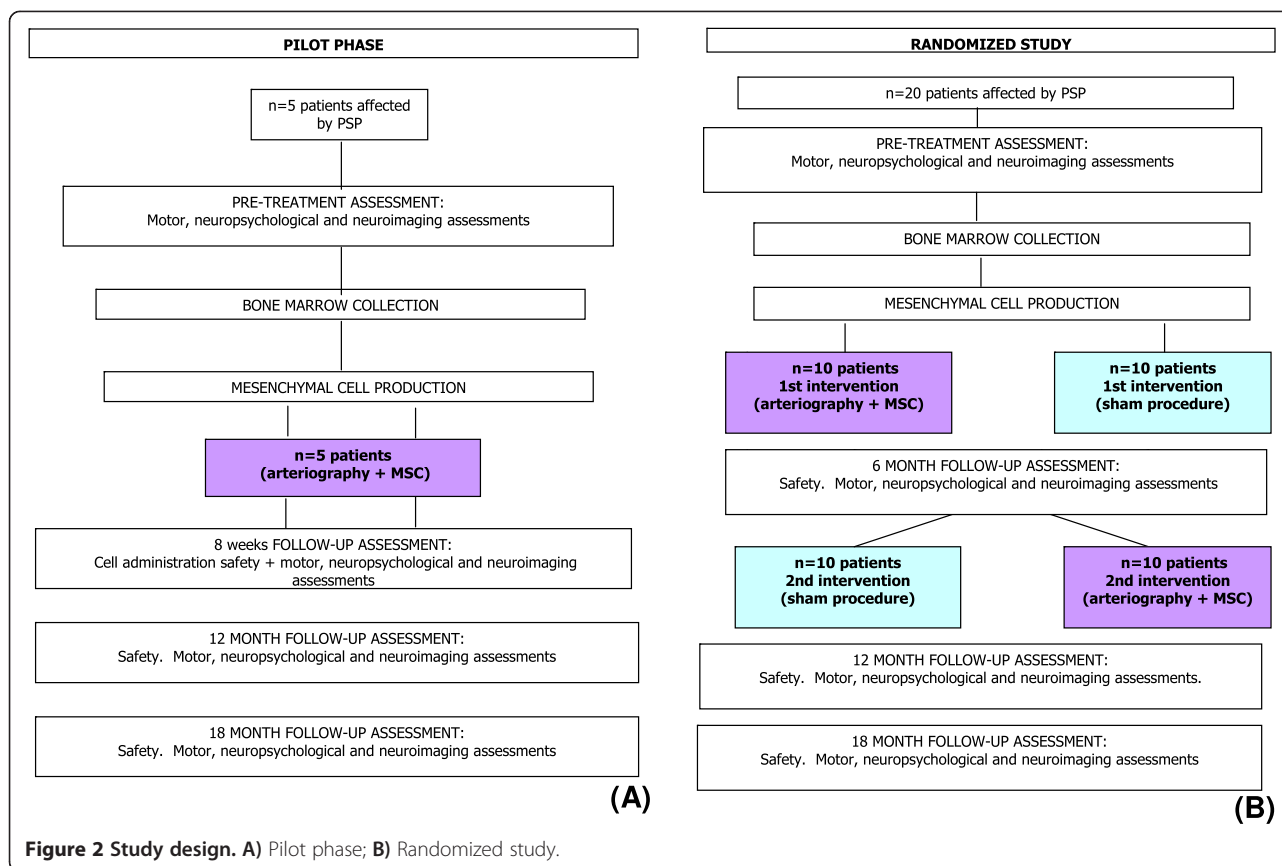 PILOT PHASE
n=5 patients affected
by PSP
PRE-TREATMENT ASSESSMENT:
Motor, neuropsychological and neuroimaging assessments
BONE MARROW COLLECTION
MESENCHYMAL CELL PRODUCTION
n=5 patients
(arteriography + MSC)
8 weeks FOLLOW-UP ASSESSMENT:
Cell administration safety + motor, neuropsychological and neuroimaging
assessments
12 MONTH FOLLOW-UP ASSESSMENT:
Safety. Motor, neuropsychological and neuroimaging assessments
18 MONTH FOLLOW-UP ASSESSMENT:
Safety. Motor, neuropsychological and neuroimaging assessments
(A)
RANDOMIZED STUDY
n=20 patients affected by PSP
PRE-TREATMENT ASSESSMENT:
Motor, neuropsychological and neuroimaging assessments
BONE MARROW COLLECTION
MESENCHYMAL CELL PRODUCTION
n=10 patients
1st intervention
(arteriography + MSC)
n=10 patients
1st intervention
(sham procedure)
6 MONTH FOLLOW-UP ASSESSMENT:
Safety. Motor, neuropsychological and neuroimaging assessments
n=10 patients
2nd intervention
(sham procedure)
n=10 patients
2nd intervention
(arteriography + MSC)
12 MONTH FOLLOW-UP ASSESSMENT:
Safety. Motor, neuropsychological and neuroimaging assessments.
18 MONTH FOLLOW-UP ASSESSMENT:
Safety. Motor, neuropsychological and neuroimaging assessments
(B)
Figure 2 Study design. A) Pilot phase; B) Randomized study.